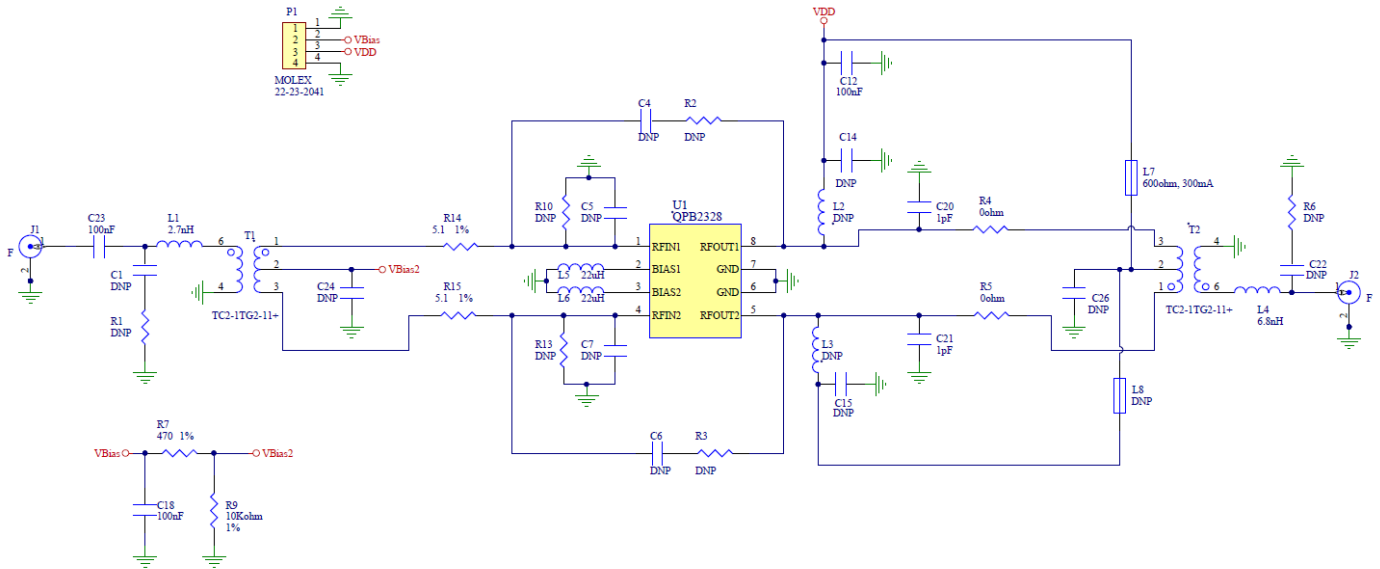 P1
1 1
2 2 VBias
3 3 VDD
4 4
MOLEX
22-23-2041
VDD
C12
100nF
C4
DNP
R2
DNP
C14
DNP
L7
600ohm, 300mA
R10
DNP
C5
DNP
U1
QPB2328
L2
DNP
C20
1pF
R4
0ohm
R6
DNP
J1
F
1
2
C23
100nF
L1
2.7nH
C1
DNP
R1
DNP
T1
6
4
1
2
3
TC2-1TG2-11+
R14
5.1 1%
VBias2
C24
DNP
R15
5.1 1%
1 RFIN1 RFOUT1 8
L5 22uH
2 BIAS1 GND 7
3 BIAS2 GND 6
L6 22uH
4 RFIN2 RFOUT2 5
R13
DNP
C7
DNP
L3
DNP
C15
DNP
C21
1pF
R5
0ohm
C26
DNP
T2
3
2
1
4
6
TC2-1TG2-11+
L4
6.8nH
C22
DNP
J2
1
2
F
L8
DNP
C6
DNP
R3
DNP
R7
470 1%
VBias
VBias2
C18
100nF
R9
10Kohm
1%